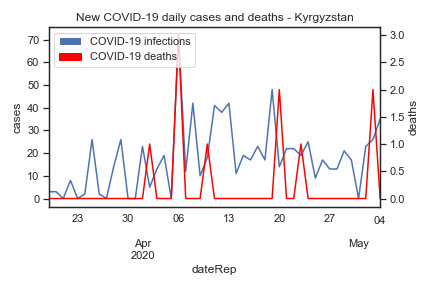 New COVID-19 daily cases and deaths - Kyrgyzstan
COVID-19 infections
COVID-19 deaths
cases
70
60
50
40
30
20
10
0
deaths
3.0
2.5
2.0
1.5
1.0
0.5
0.0
23 30 06 13 20 27 04
Apr May
2020
dateRep